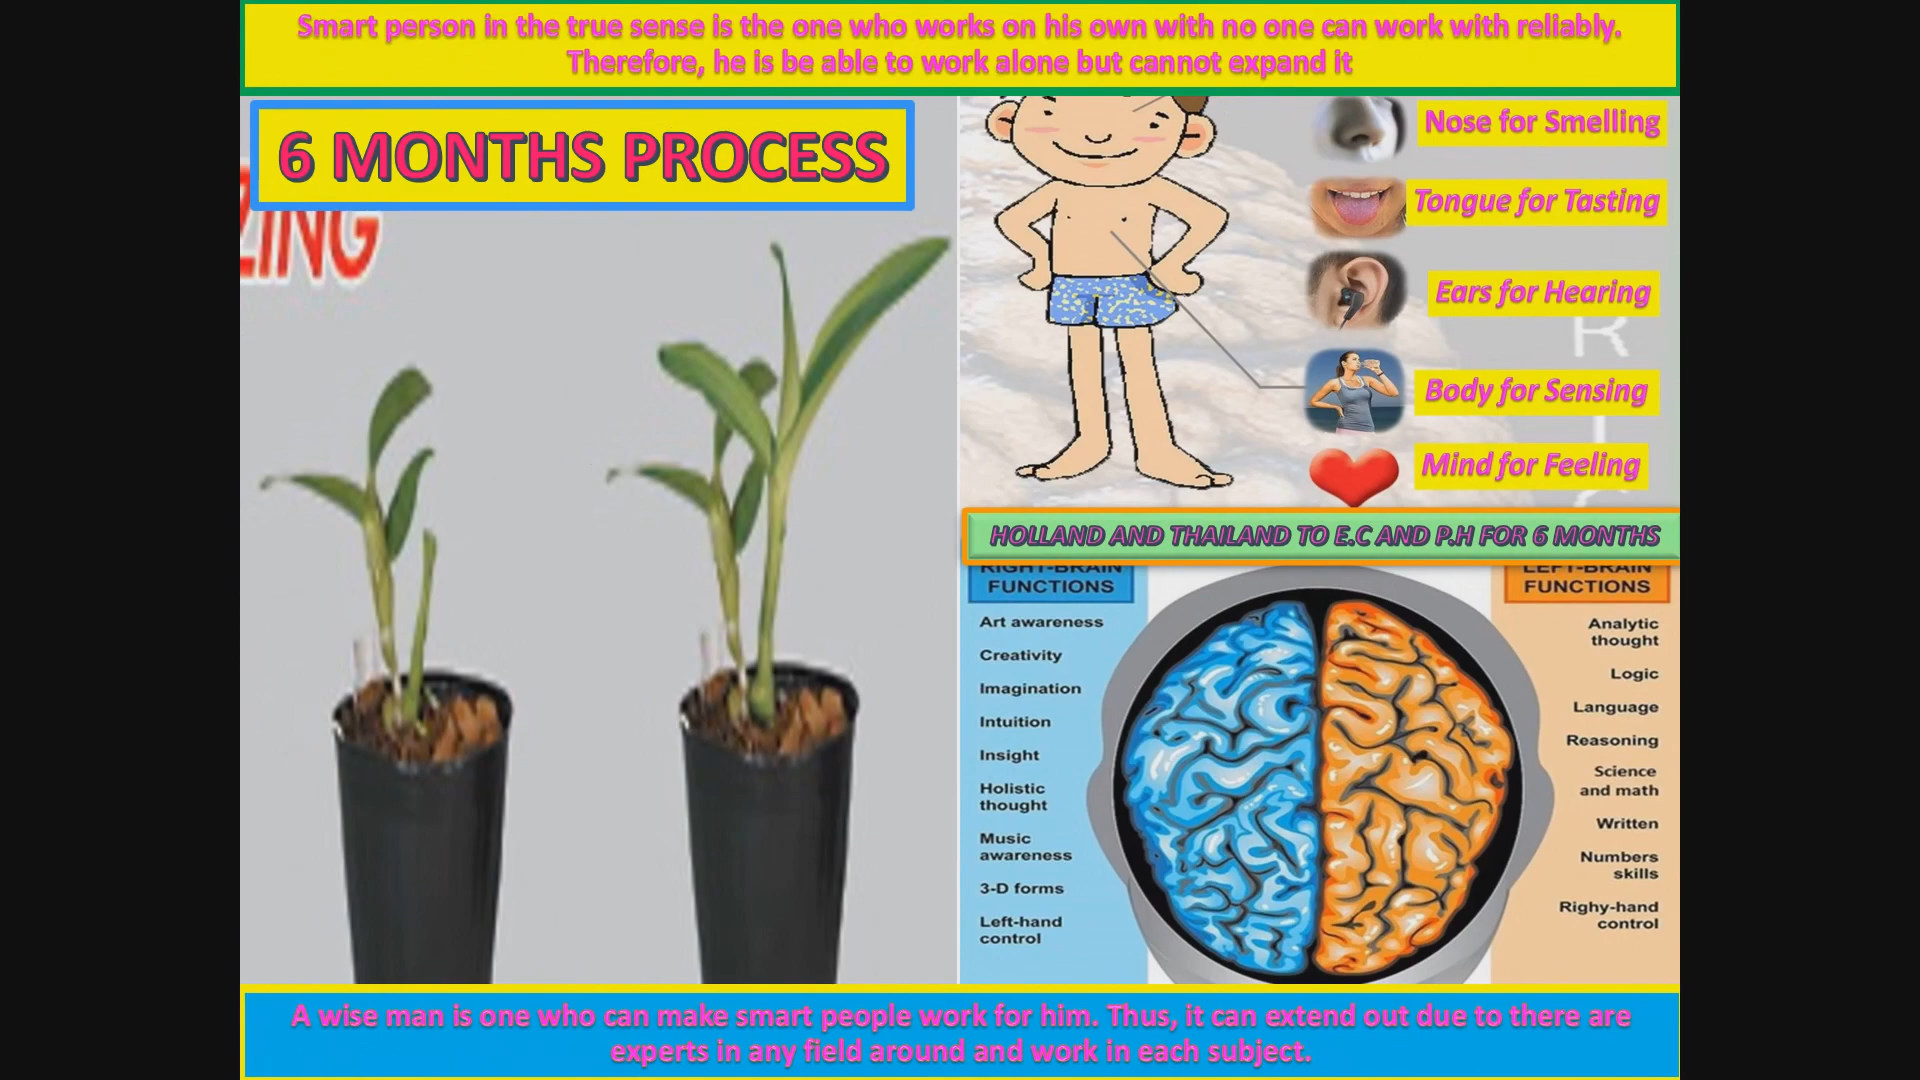 Smart person in the true sense is the one who works on his own with no one can work with reliably.
Therefore, he is be able to work alone but cannot expand it
6 MONTHS PROCESS
ZING
Nose for Smelling
Tongue for Tasting
Ears for Hearing
R
Body for Sensing
Mind for Feeling
HOLLAND AND THAILAND TO E.C AND P.H FOR 6 MONTHS
RIGHT-BRAIN
FUNCTIONS
Art awareness
Creativity
Imagination
Intuition
Insight
Holistic
thought
Music
awareness
3-D forms
Left-hand
control
LEFT-BRAIN
FUNCTIONS
Analytic
thought
Logic
Language
Reasoning
Science
and math
Written
Numbers
skills
Righy-hand
control
A wise man is one who can make smart people work for him. Thus, it can extend out due to there are
experts in any field around and work in each subject.